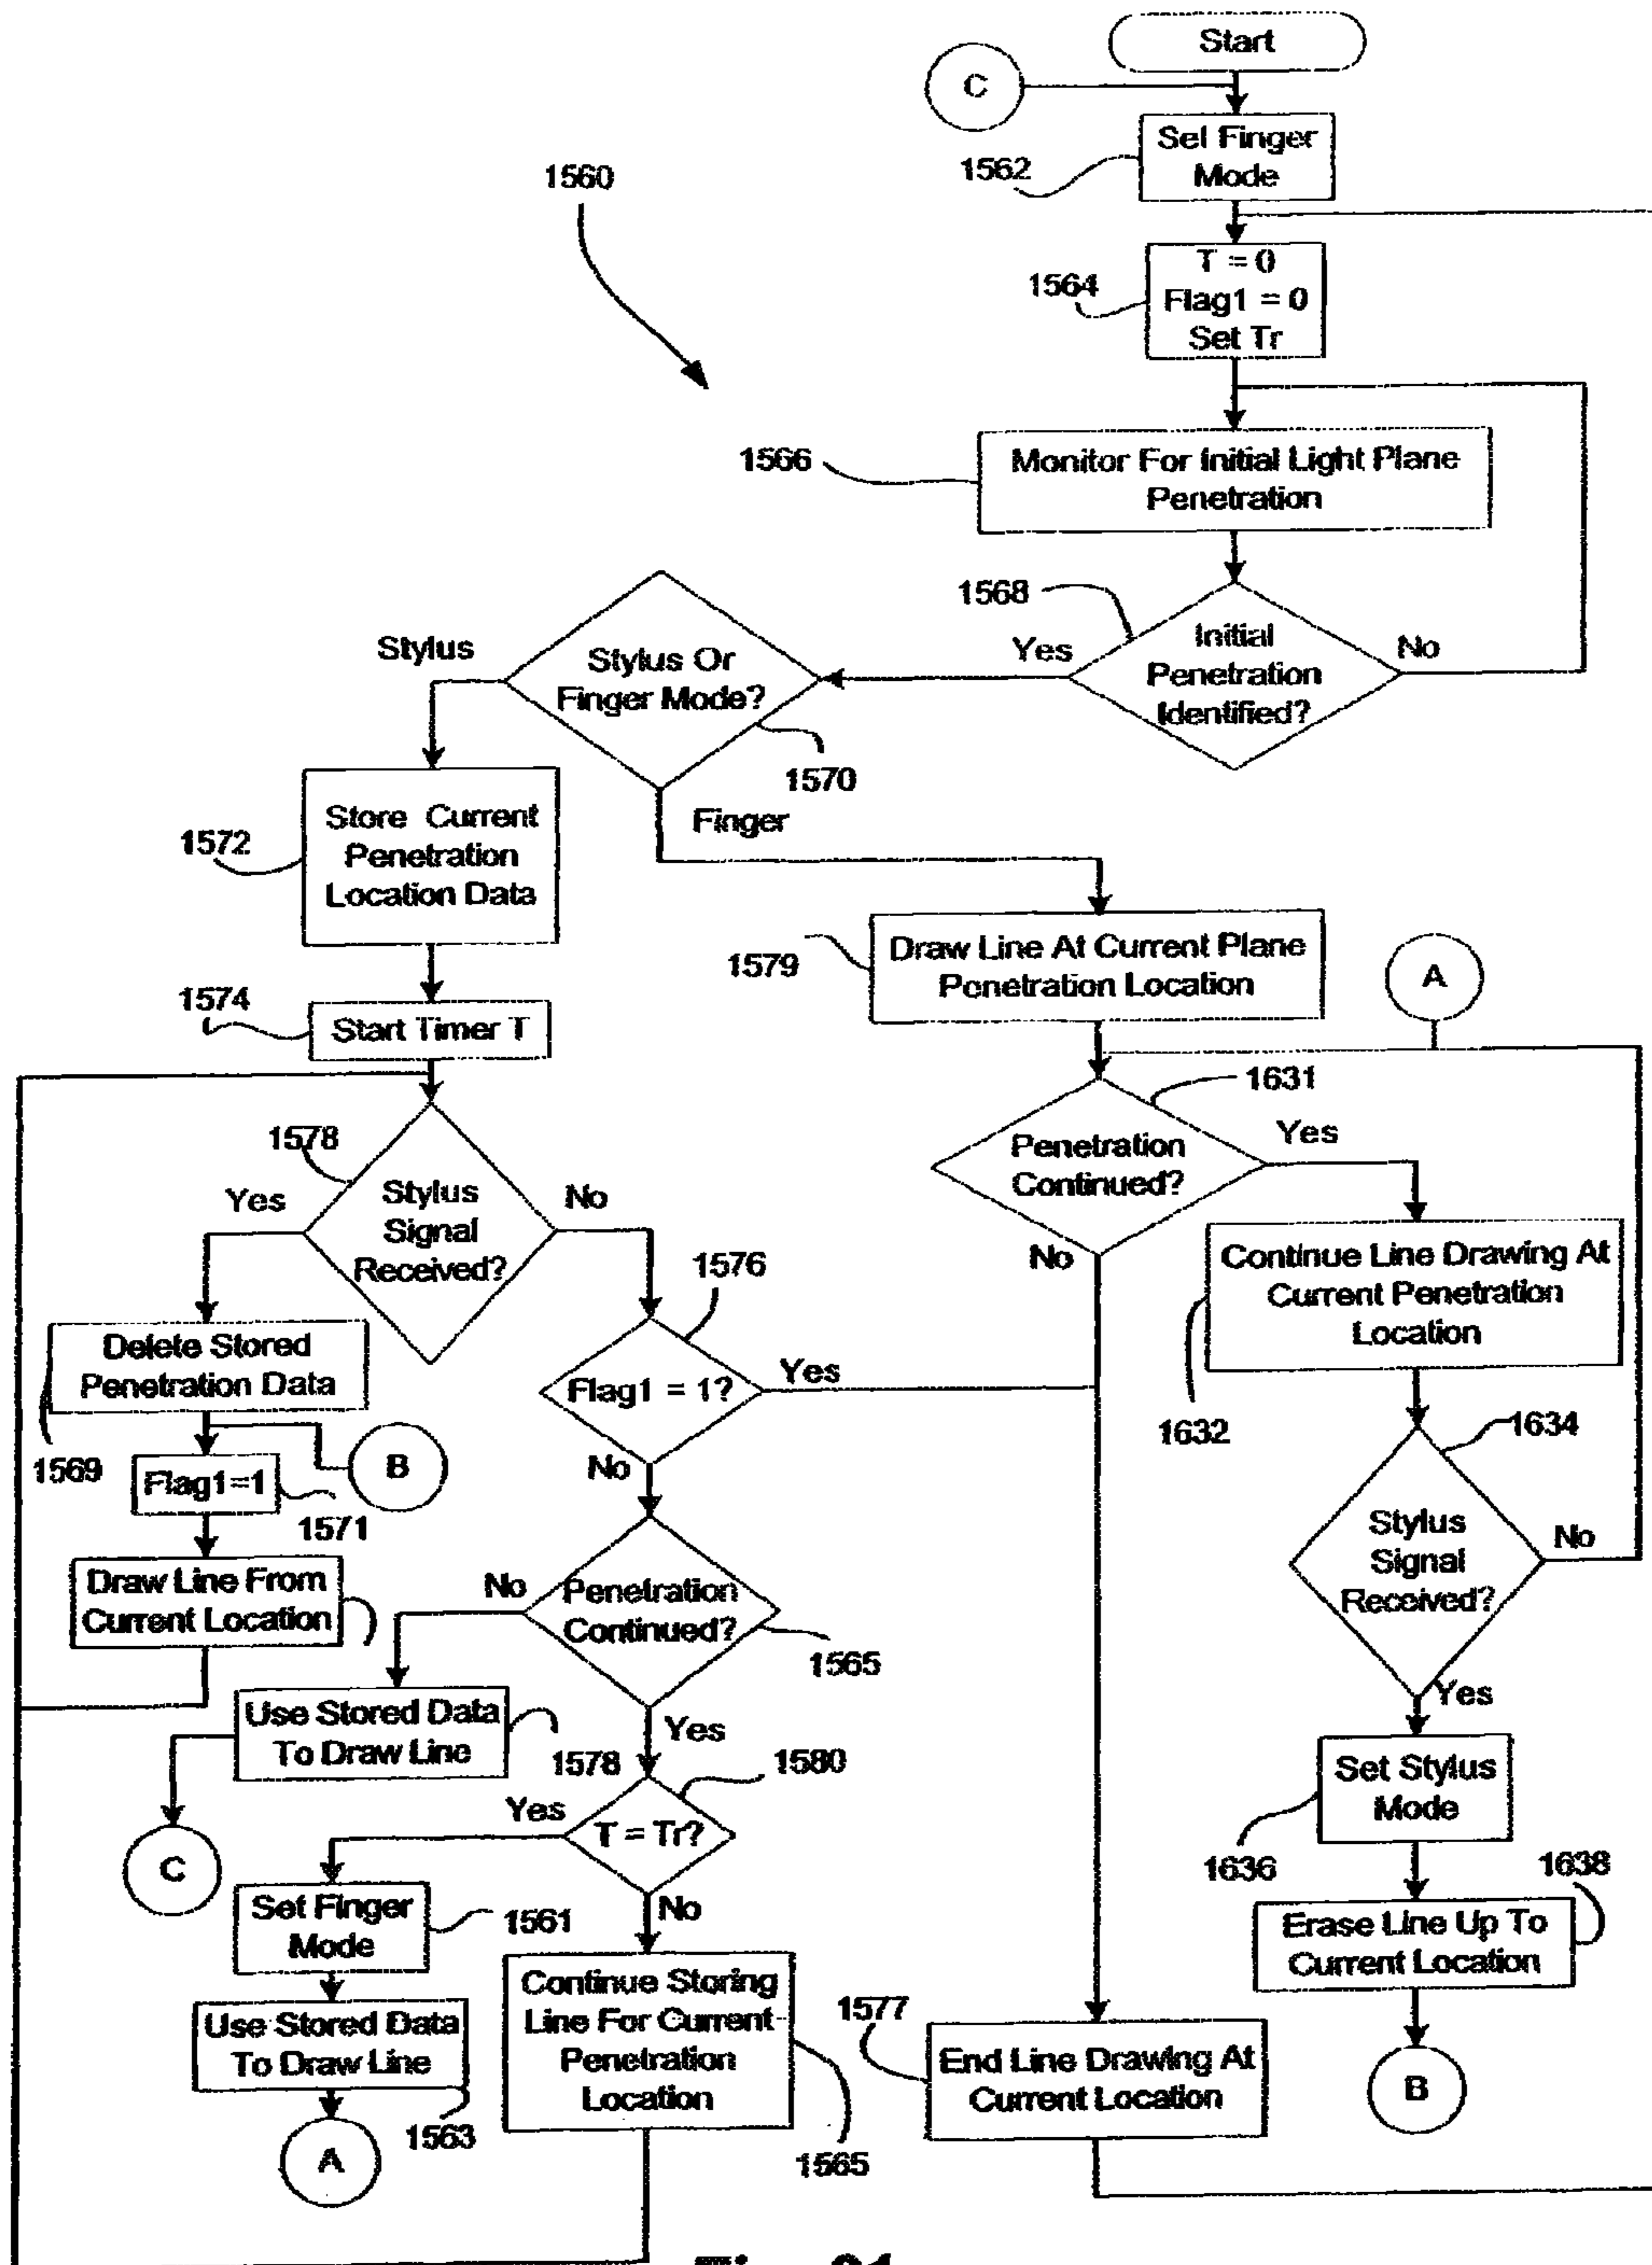 Start
C
Sel Finger
Mode
1562
1560
T = 0
Flag1 = 0
Set Tr
1564
Monitor For Initial Light Plane
Penetration
1566
1568
Initial
Penetration
Identified?
Yes
No
Stylus Or
Finger Mode?
Stylus
1570
Finger
Store Current
Penetration
Location Data
1572
Draw Line At Current Plane
Penetration Location
1579
A
1574
Start Timer T
1631
Penetration
Continued?
Yes
No
1578
Stylus
Signal
Received?
Yes
No
Continue Line Drawing At
Current Penetration
Location
1632
1576
Flag1 = 1?
Yes
No
Delete Stored
Penetration Data
1569
B
Flag1=1
1571
1634
Stylus
Signal
Received?
No
Yes
Draw Line From
Current Location
Penetration
Continued?
No
1565
Yes
Use Stored Data
To Draw Line
1578
1580
T = Tr?
Yes
No
C
Set Stylus
Mode
1636
1638
Set Finger
Mode
1561
Erase Line Up To
Current Location
Continue Storing
Line For Current
Penetration
Location
1565
Use Stored Data
To Draw Line
1563
A
1577
End Line Drawing At
Current Location
B